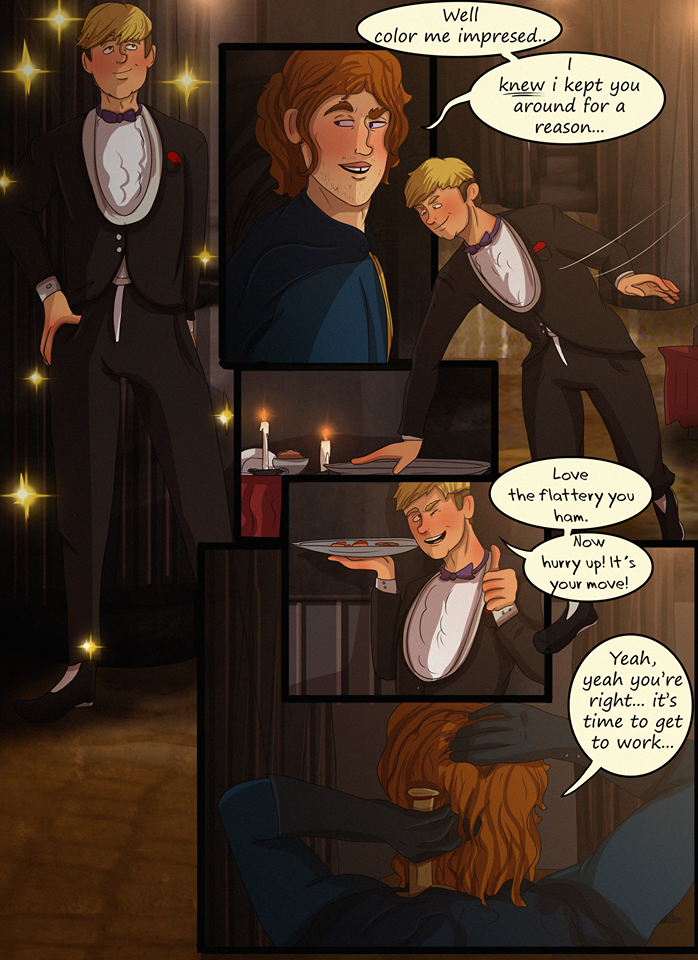 Well
color me impresed..
I
knew i kept you
around for a
reason...
Love
the flattery you
ham.
Now
hurry up! It's
your move!
Yeah,
yeah you're
right... it's
time to get
to work...